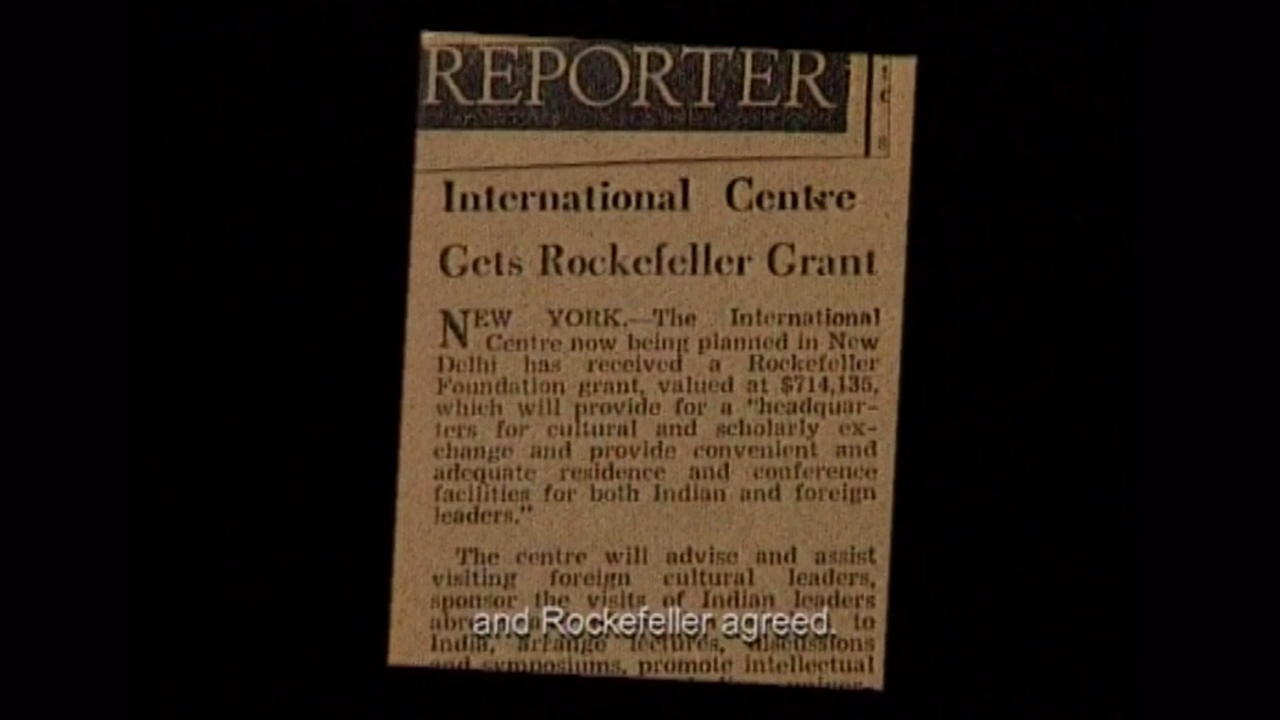 REPORTER
International Centre
Gets Rockefeller Grant
NEW YORK.—The International
Centre now being planned in New
Delhi has received a Rockefeller
Foundation grant, valued at $714,135,
which will provide for a "headquar-
ters for cultural and scholarly ex-
change and provide convenient and
adequate residence and conference
facilities for both Indian and foreign
leaders."
The centre will advise and assist
visiting foreign cultural leaders,
sponsor the visits of Indian leaders
to
India, arrange lectures, discussions
and symposiums, promote intellectual
and Rockefeller agreed.